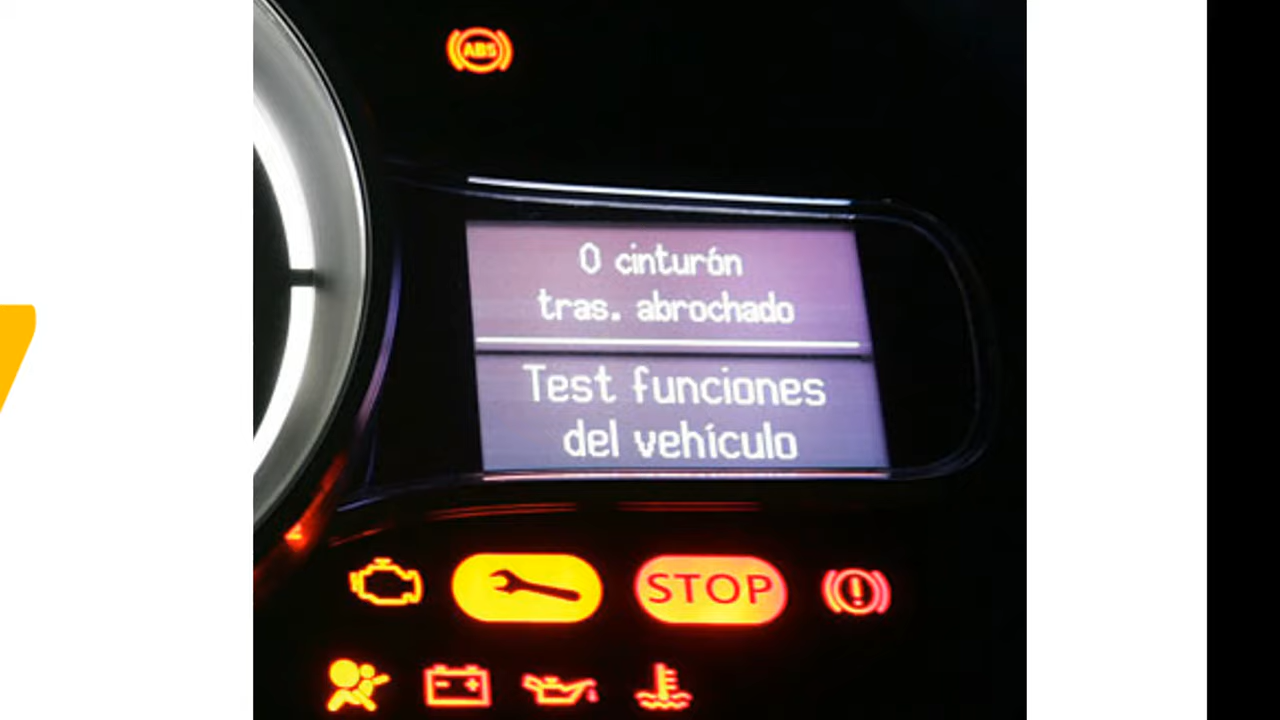 ABS
0 cinturón
tras. abrochado
Test funciones
del vehículo
STOP